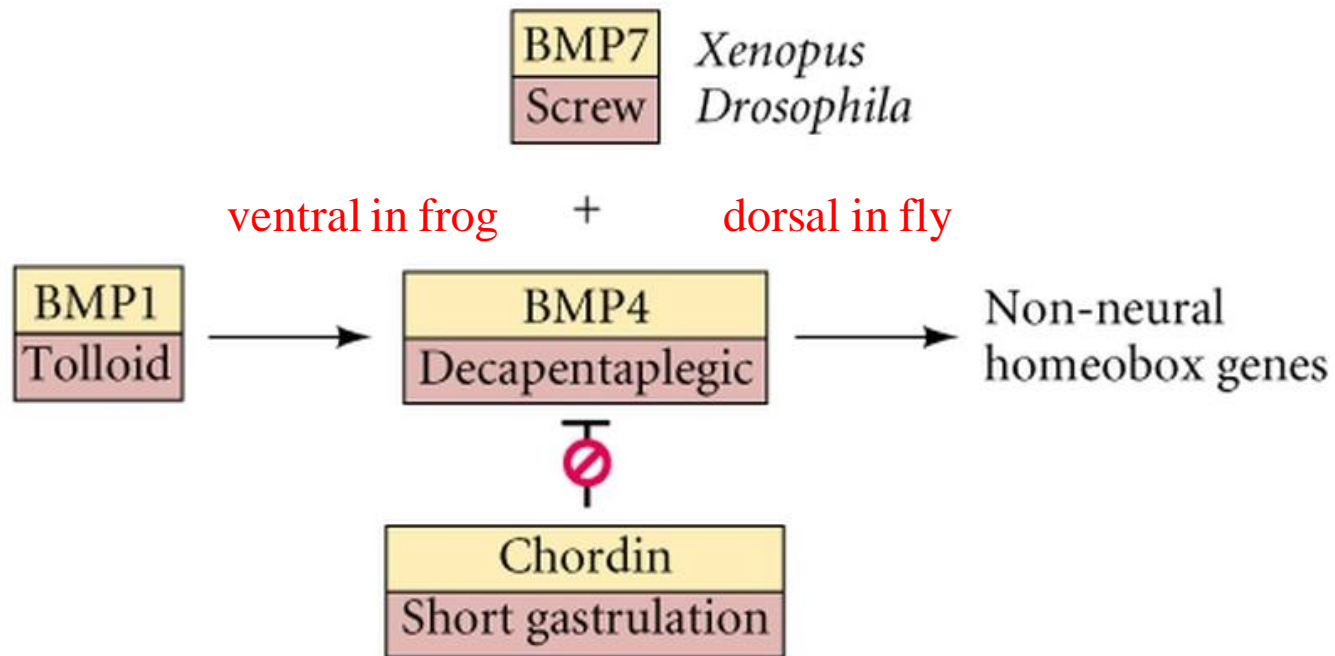 BMP7
Screw
Xenopus
Drosophila
ventral in frog
+
dorsal in fly
BMP1
Tolloid
BMP4
Decapentaplegic
Non-neural
homeobox genes
Chordin
Short gastrulation